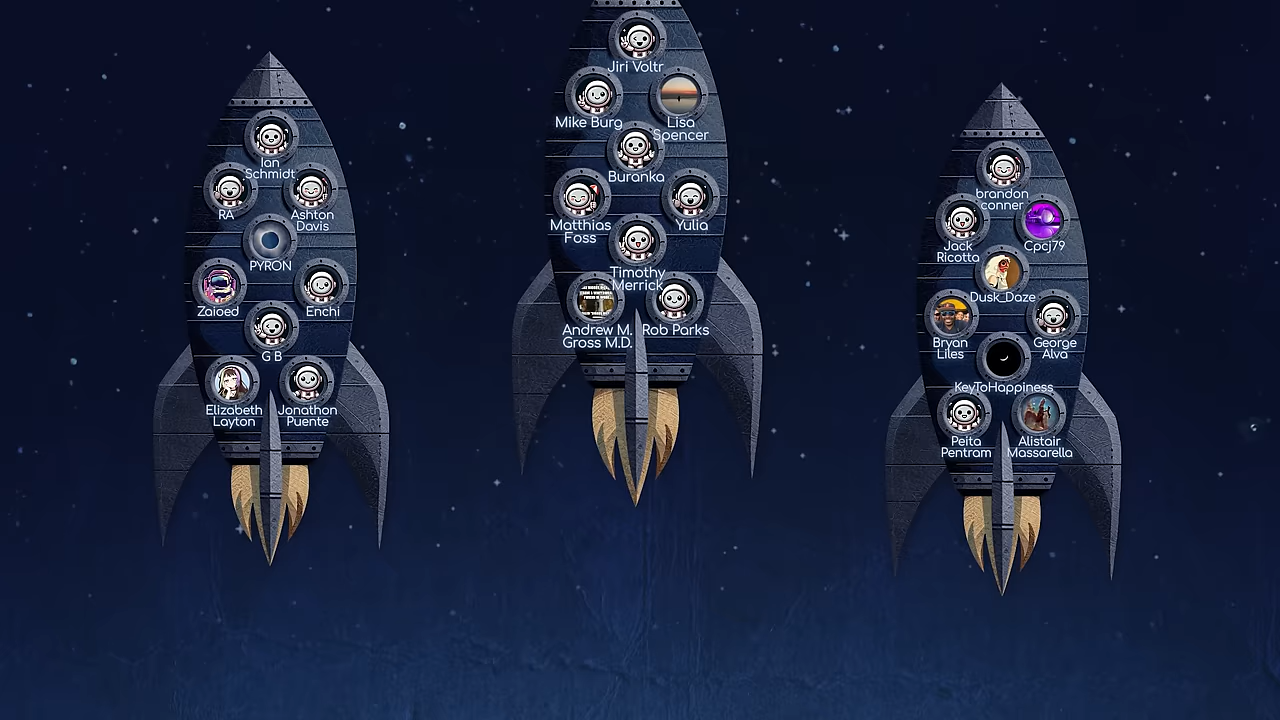 Ian
Schmidt
RA
Ashton
Davis
PYRON
Zaloed
Enchi
G B
Elizabeth
Layton
Jonathon
Puente
Jiri Voltr
Mike Burg
Lisa
Spencer
Buranka
Matthias
Foss
Yulia
Timothy
Merrick
Andrew M.
Gross M.D.
Rob Parks
brandon
conner
Jack
Ricotta
Cpcj79
Dusk_Daze
Bryan
Liles
George
Alva
KeyToHappiness
Peita
Pentram
Alistair
Massarella